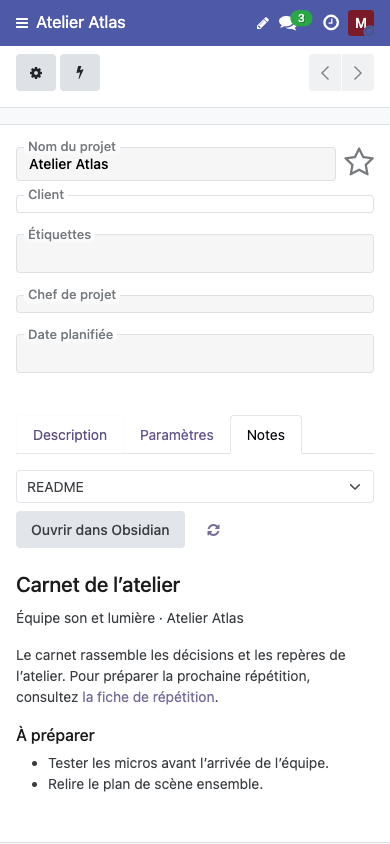 Atelier Atlas
3
M
Nom du projet
Atelier Atlas
Client
Étiquettes
Chef de projet
Date planifiée
Description
Paramètres
Notes
README
Ouvrir dans Obsidian
Carnet de l’atelier
Équipe son et lumière · Atelier Atlas
Le carnet rassemble les décisions et les repères de
l’atelier. Pour préparer la prochaine répétition,
consultez la fiche de répétition.
À préparer
• Tester les micros avant l’arrivée de l’équipe.
• Relire le plan de scène ensemble.